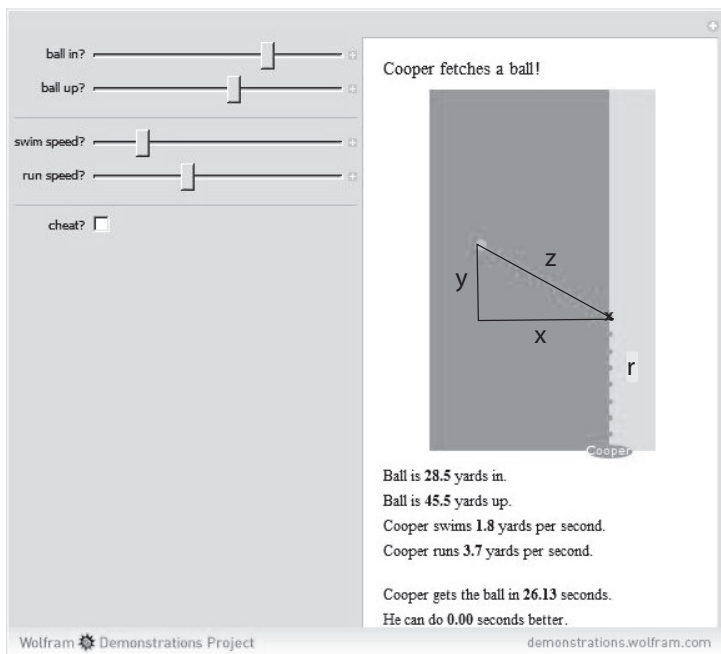 ball in?
ball up?
swim speed?
run speed?
cheat?
Cooper fetches a ball!
z
y
x
x
r
Cooper
Ball is 28.5 yards in.
Ball is 45.5 yards up.
Cooper swims 1.8 yards per second.
Cooper runs 3.7 yards per second.
Cooper gets the ball in 26.13 seconds.
He can do 0.00 seconds better.
Wolfram Demonstrations Project
demonstrations.wolfram.com